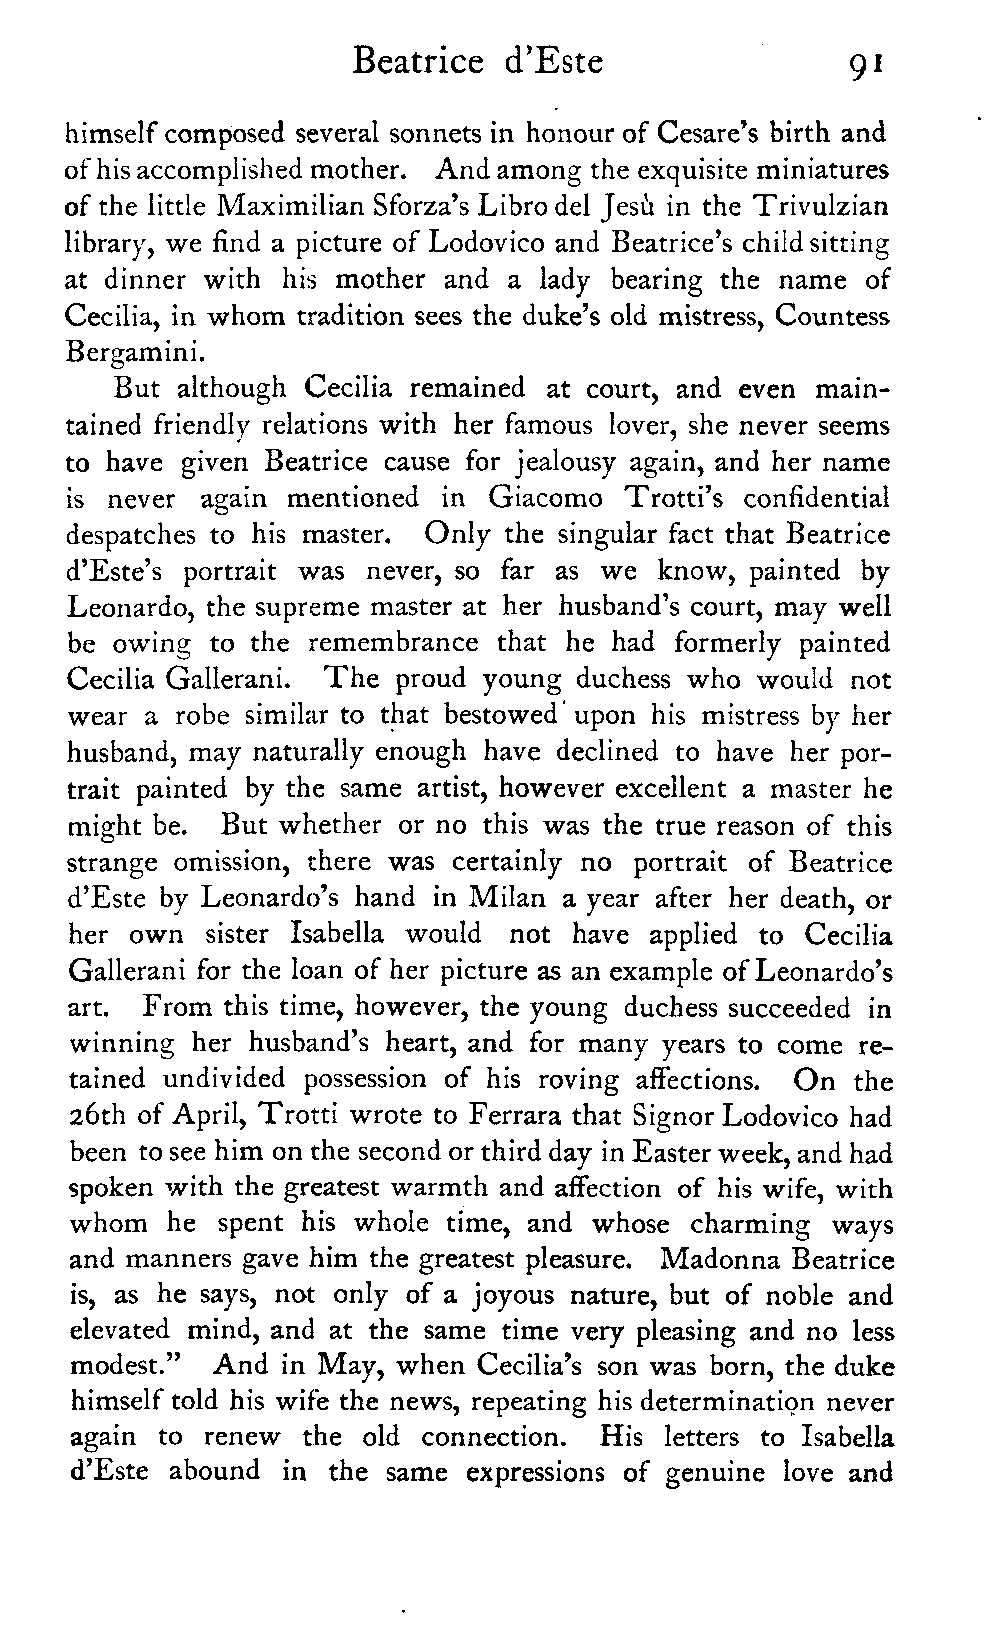 Beatrice d'Este 91
himself composed several sonnets in honour of Cesare's birth and
of his accomplished mother. And among the exquisite miniatures
of the little Maximilian Sforza's Libro del Jesù in the Trivulzian
library, we find a picture of Lodovico and Beatrice's child sitting
at dinner with his mother and a lady bearing the name of
Cecilia, in whom tradition sees the duke's old mistress, Countess
Bergamini.
But although Cecilia remained at court, and even main-
tained friendly relations with her famous lover, she never seems
to have given Beatrice cause for jealousy again, and her name
is never again mentioned in Giacomo Trotti's confidential
despatches to his master. Only the singular fact that Beatrice
d'Este's portrait was never, so far as we know, painted by
Leonardo, the supreme master at her husband's court, may well
be owing to the remembrance that he had formerly painted
Cecilia Gallerani. The proud young duchess who would not
wear a robe similar to that bestowed upon his mistress by her
husband, may naturally enough have declined to have her por-
trait painted by the same artist, however excellent a master he
might be. But whether or no this was the true reason of this
strange omission, there was certainly no portrait of Beatrice
d'Este by Leonardo's hand in Milan a year after her death, or
her own sister Isabella would not have applied to Cecilia
Gallerani for the loan of her picture as an example of Leonardo's
art. From this time, however, the young duchess succeeded in
winning her husband's heart, and for many years to come re-
tained undivided possession of his roving affections. On the
26th of April, Trotti wrote to Ferrara that Signor Lodovico had
been to see him on the second or third day in Easter week, and had
spoken with the greatest warmth and affection of his wife, with
whom he spent his whole time, and whose charming ways
and manners gave him the greatest pleasure. Madonna Beatrice
is, as he says, not only of a joyous nature, but of noble and
elevated mind, and at the same time very pleasing and no less
modest." And in May, when Cecilia's son was born, the duke
himself told his wife the news, repeating his determination never
again to renew the old connection. His letters to Isabella
d'Este abound in the same expressions of genuine love and